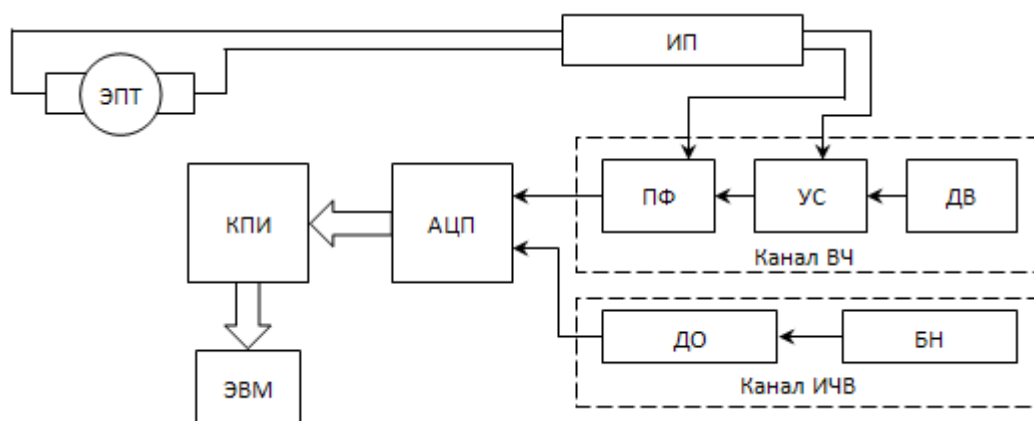 ИП
ЭПТ
КПИ
АЦП
ПФ
УС
ДВ
Канал ВЧ
ДО
БН
ЭВМ
Канал ИЧВ